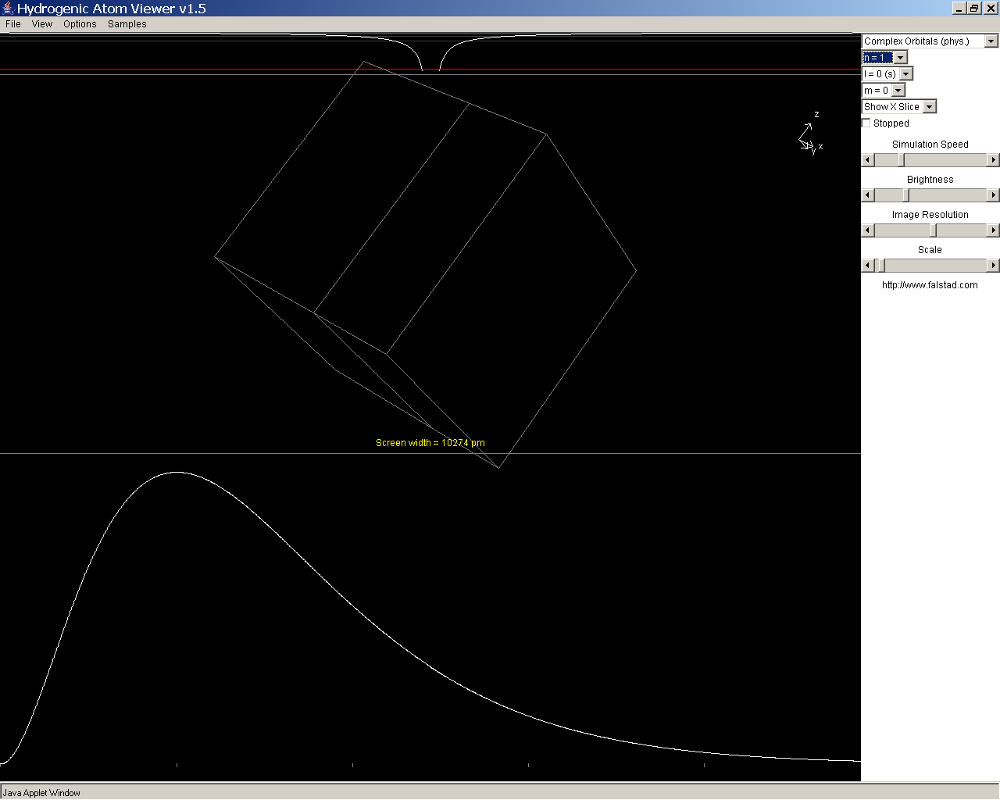 Hydrogenic Atom Viewer v1.5
File View Options Samples
Complex Orbitals (phys.)
n = 1
l = 0 (s)
m = 0
Show X Slice
Stopped
Simulation Speed
Brightness
Image Resolution
Scale
http://www.falstad.com
z
x
y
Screen width = 10274 pm
Java Applet Window